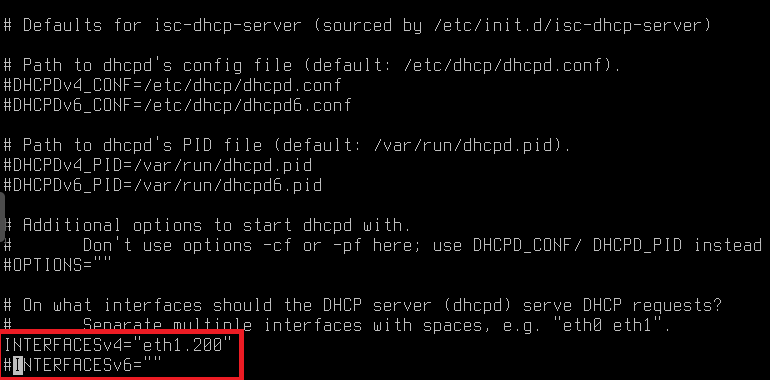 # Defaults for isc-dhcp-server (sourced by /etc/init.d/isc-dhcp-server)
# Path to dhcpd's config file (default: /etc/dhcp/dhcpd.conf).
#DHCPDv4_CONF=/etc/dhcp/dhcpd.conf
#DHCPDv6_CONF=/etc/dhcp/dhcpd6.conf
# Path to dhcpd's PID file (default: /var/run/dhcpd.pid).
#DHCPDv4_PID=/var/run/dhcpd.pid
#DHCPDv6_PID=/var/run/dhcpd6.pid
# Additional options to start dhcpd with.
#       Don't use options -cf or -pf here; use DHCPD_CONF/ DHCPD_PID instead
#OPTIONS=""
# On what interfaces should the DHCP server (dhcpd) serve DHCP requests?
#       Separate multiple interfaces with spaces, e.g. "eth0 eth1".
INTERFACESv4="eth1.200"
#INTERFACESv6=""